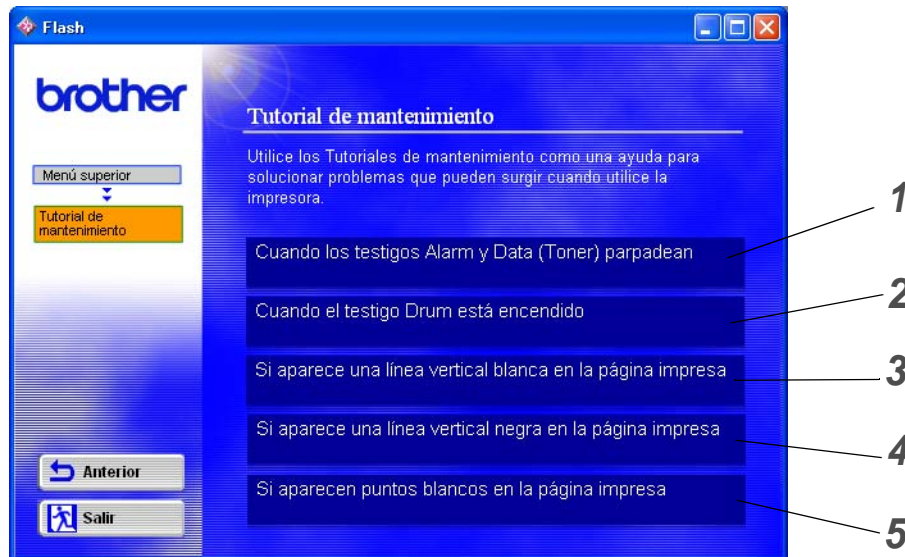 Flash
brother
Menú superior
Tutorial de
mantenimiento
Anterior
Salir
Tutorial de mantenimiento
Utilice los Tutoriales de mantenimiento como una ayuda para
solucionar problemas que pueden surgir cuando utilice la
impresora.
Cuando los testigos Alarm y Data (Toner) parpadean
1
Cuando el testigo Drum está encendido
2
Si aparece una línea vertical blanca en la página impresa
3
Si aparece una línea vertical negra en la página impresa
4
Si aparecen puntos blancos en la página impresa
5